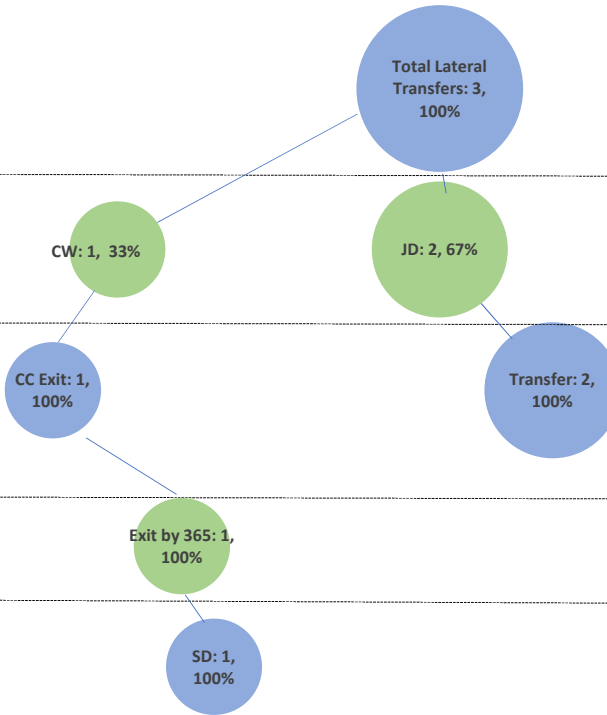 Total Lateral
Transfers: 3,
100%
CW: 1,  33%
JD: 2, 67%
CC Exit: 1,
100%
Transfer: 2,
100%
Exit by 365: 1,
100%
SD: 1,
100%